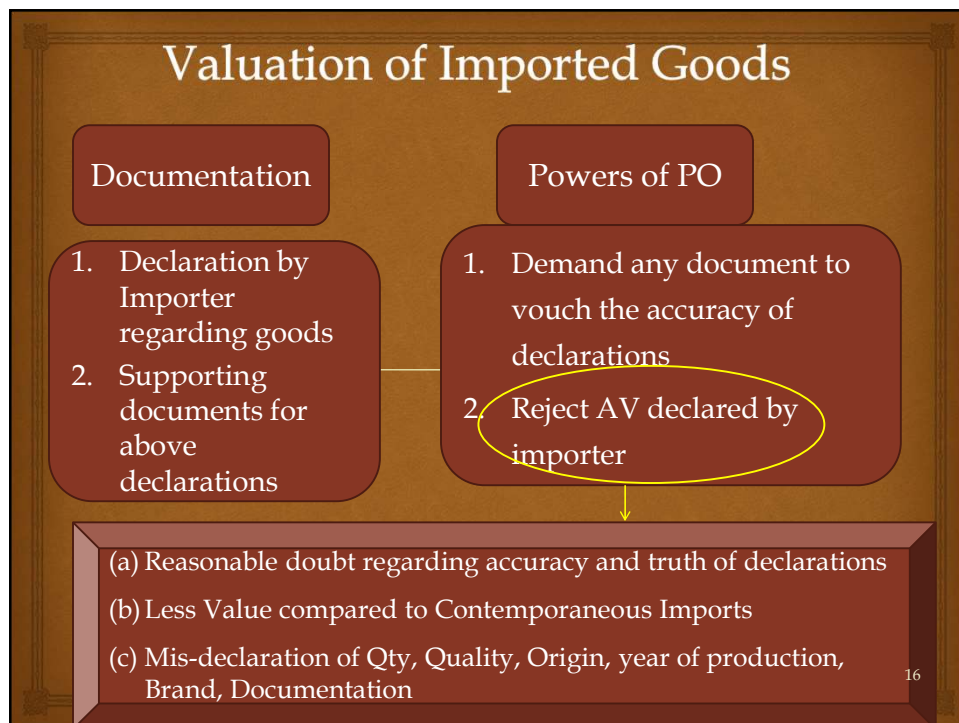 Valuation of Imported Goods
Documentation
1. Declaration by
Importer
regarding goods
2. Supporting
documents for
above
declarations
Powers of PO
1. Demand any document to
vouch the accuracy of
declarations
2. Reject AV declared by
importer
(a) Reasonable doubt regarding accuracy and truth of declarations
(b) Less Value compared to Contemporaneous Imports
(c) Mis-declaration of Qty, Quality, Origin, year of production,
Brand, Documentation
16